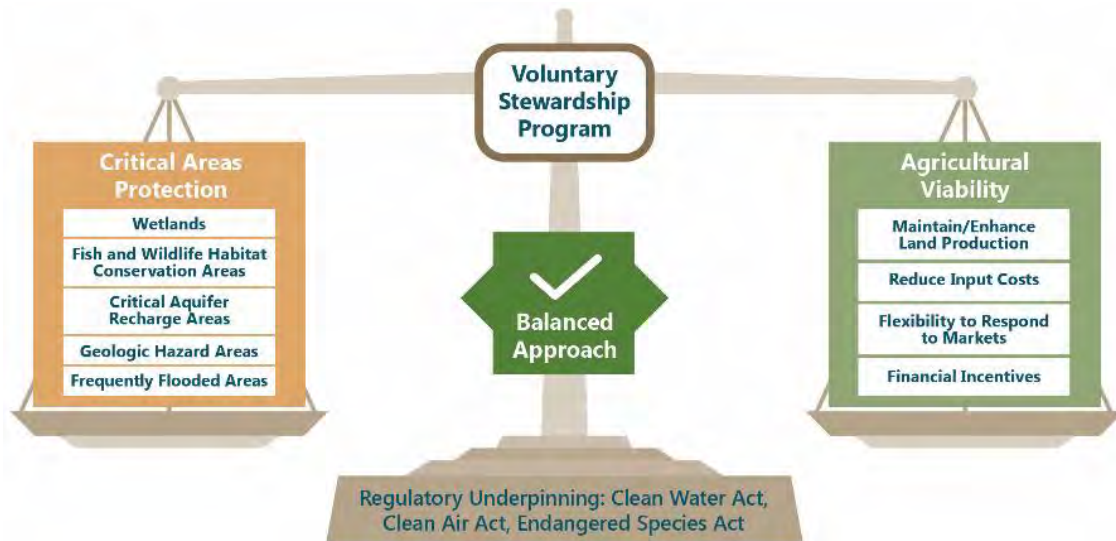 Voluntary
Stewardship
Program
Critical Areas
Protection
Wetlands
Fish and Wildlife Habitat
Conservation Areas
Critical Aquifer
Recharge Areas
Geologic Hazard Areas
Frequently Flooded Areas
Balanced
Approach
Agricultural
Viability
Maintain/Enhance
Land Production
Reduce Input Costs
Flexibility to Respond
to Markets
Financial Incentives
Regulatory Underpinning: Clean Water Act,
Clean Air Act, Endangered Species Act